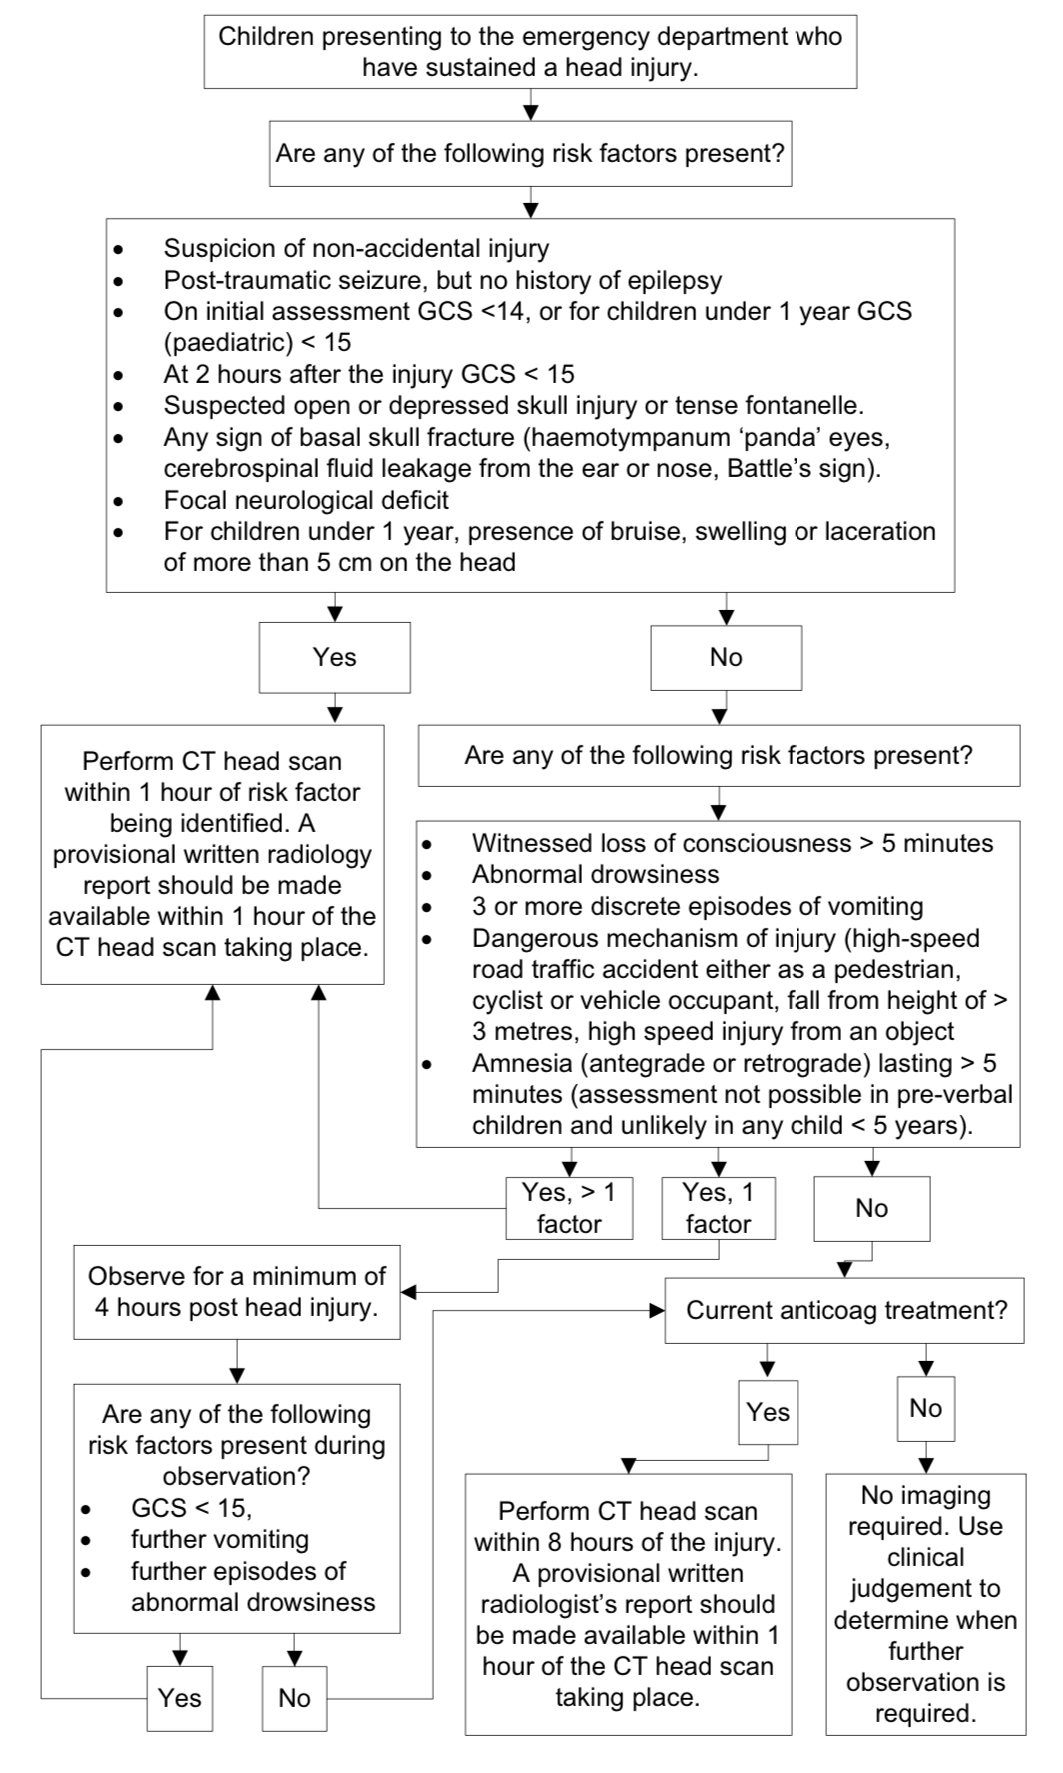 Children presenting to the emergency department who
have sustained a head injury.
Are any of the following risk factors present?
• Suspicion of non-accidental injury
• Post-traumatic seizure, but no history of epilepsy
• On initial assessment GCS <14, or for children under 1 year GCS
(paediatric) < 15
• At 2 hours after the injury GCS < 15
• Suspected open or depressed skull injury or tense fontanelle.
• Any sign of basal skull fracture (haemotympanum ‘panda’ eyes,
cerebrospinal fluid leakage from the ear or nose, Battle’s sign).
• Focal neurological deficit
• For children under 1 year, presence of bruise, swelling or laceration
of more than 5 cm on the head
Yes
No
Perform CT head scan
within 1 hour of risk factor
being identified. A
provisional written radiology
report should be made
available within 1 hour of the
CT head scan taking place.
Are any of the following risk factors present?
• Witnessed loss of consciousness > 5 minutes
• Abnormal drowsiness
• 3 or more discrete episodes of vomiting
• Dangerous mechanism of injury (high-speed
road traffic accident either as a pedestrian,
cyclist or vehicle occupant, fall from height of >
3 metres, high speed injury from an object
• Amnesia (antegrade or retrograde) lasting > 5
minutes (assessment not possible in pre-verbal
children and unlikely in any child < 5 years).
Yes, > 1
factor
Yes, 1
factor
No
Observe for a minimum of
4 hours post head injury.
Current anticoag treatment?
Are any of the following
risk factors present during
observation?
• GCS < 15,
• further vomiting
• further episodes of
abnormal drowsiness
Yes
No
Yes
No
Perform CT head scan
within 8 hours of the injury.
A provisional written
radiologist’s report should
be made available within 1
hour of the CT head scan
taking place.
No imaging
required. Use
clinical
judgement to
determine when
further
observation is
required.